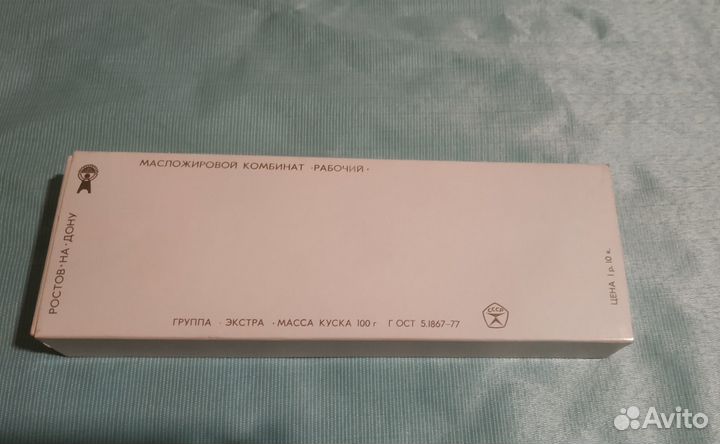 МАСЛОЖИРОВОЙ КОМБИНАТ «РАБОЧИЙ»
РОСТОВ-НА-ДОНУ
ГРУППА «ЭКСТРА» МАССА КУСКА 100 г ГОСТ 5.1867-77
СССР
ЦЕНА 1 р. 10 к.
Avito